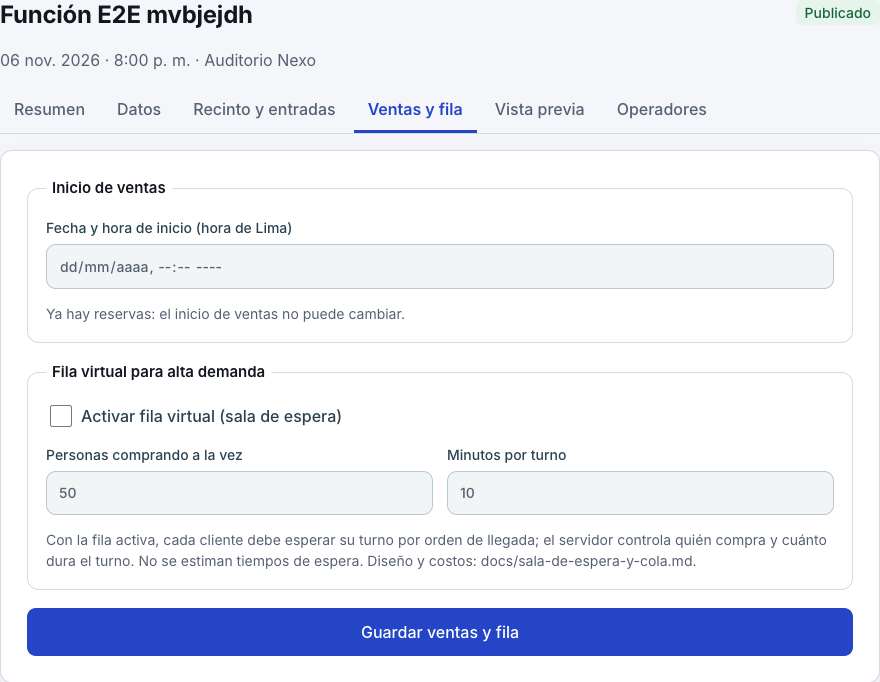 Función E2E mvbjejdh
Publicado
06 nov. 2026 · 8:00 p. m. · Auditorio Nexo
Resumen
Datos
Recinto y entradas
Ventas y fila
Vista previa
Operadores
Inicio de ventas
Fecha y hora de inicio (hora de Lima)
dd/mm/aaaa, --:-- ----
Ya hay reservas: el inicio de ventas no puede cambiar.
Fila virtual para alta demanda
Activar fila virtual (sala de espera)
Personas comprando a la vez
Minutos por turno
50
10
Con la fila activa, cada cliente debe esperar su turno por orden de llegada; el servidor controla quién compra y cuánto
dura el turno. No se estiman tiempos de espera. Diseño y costos: docs/sala-de-espera-y-cola.md.
Guardar ventas y fila